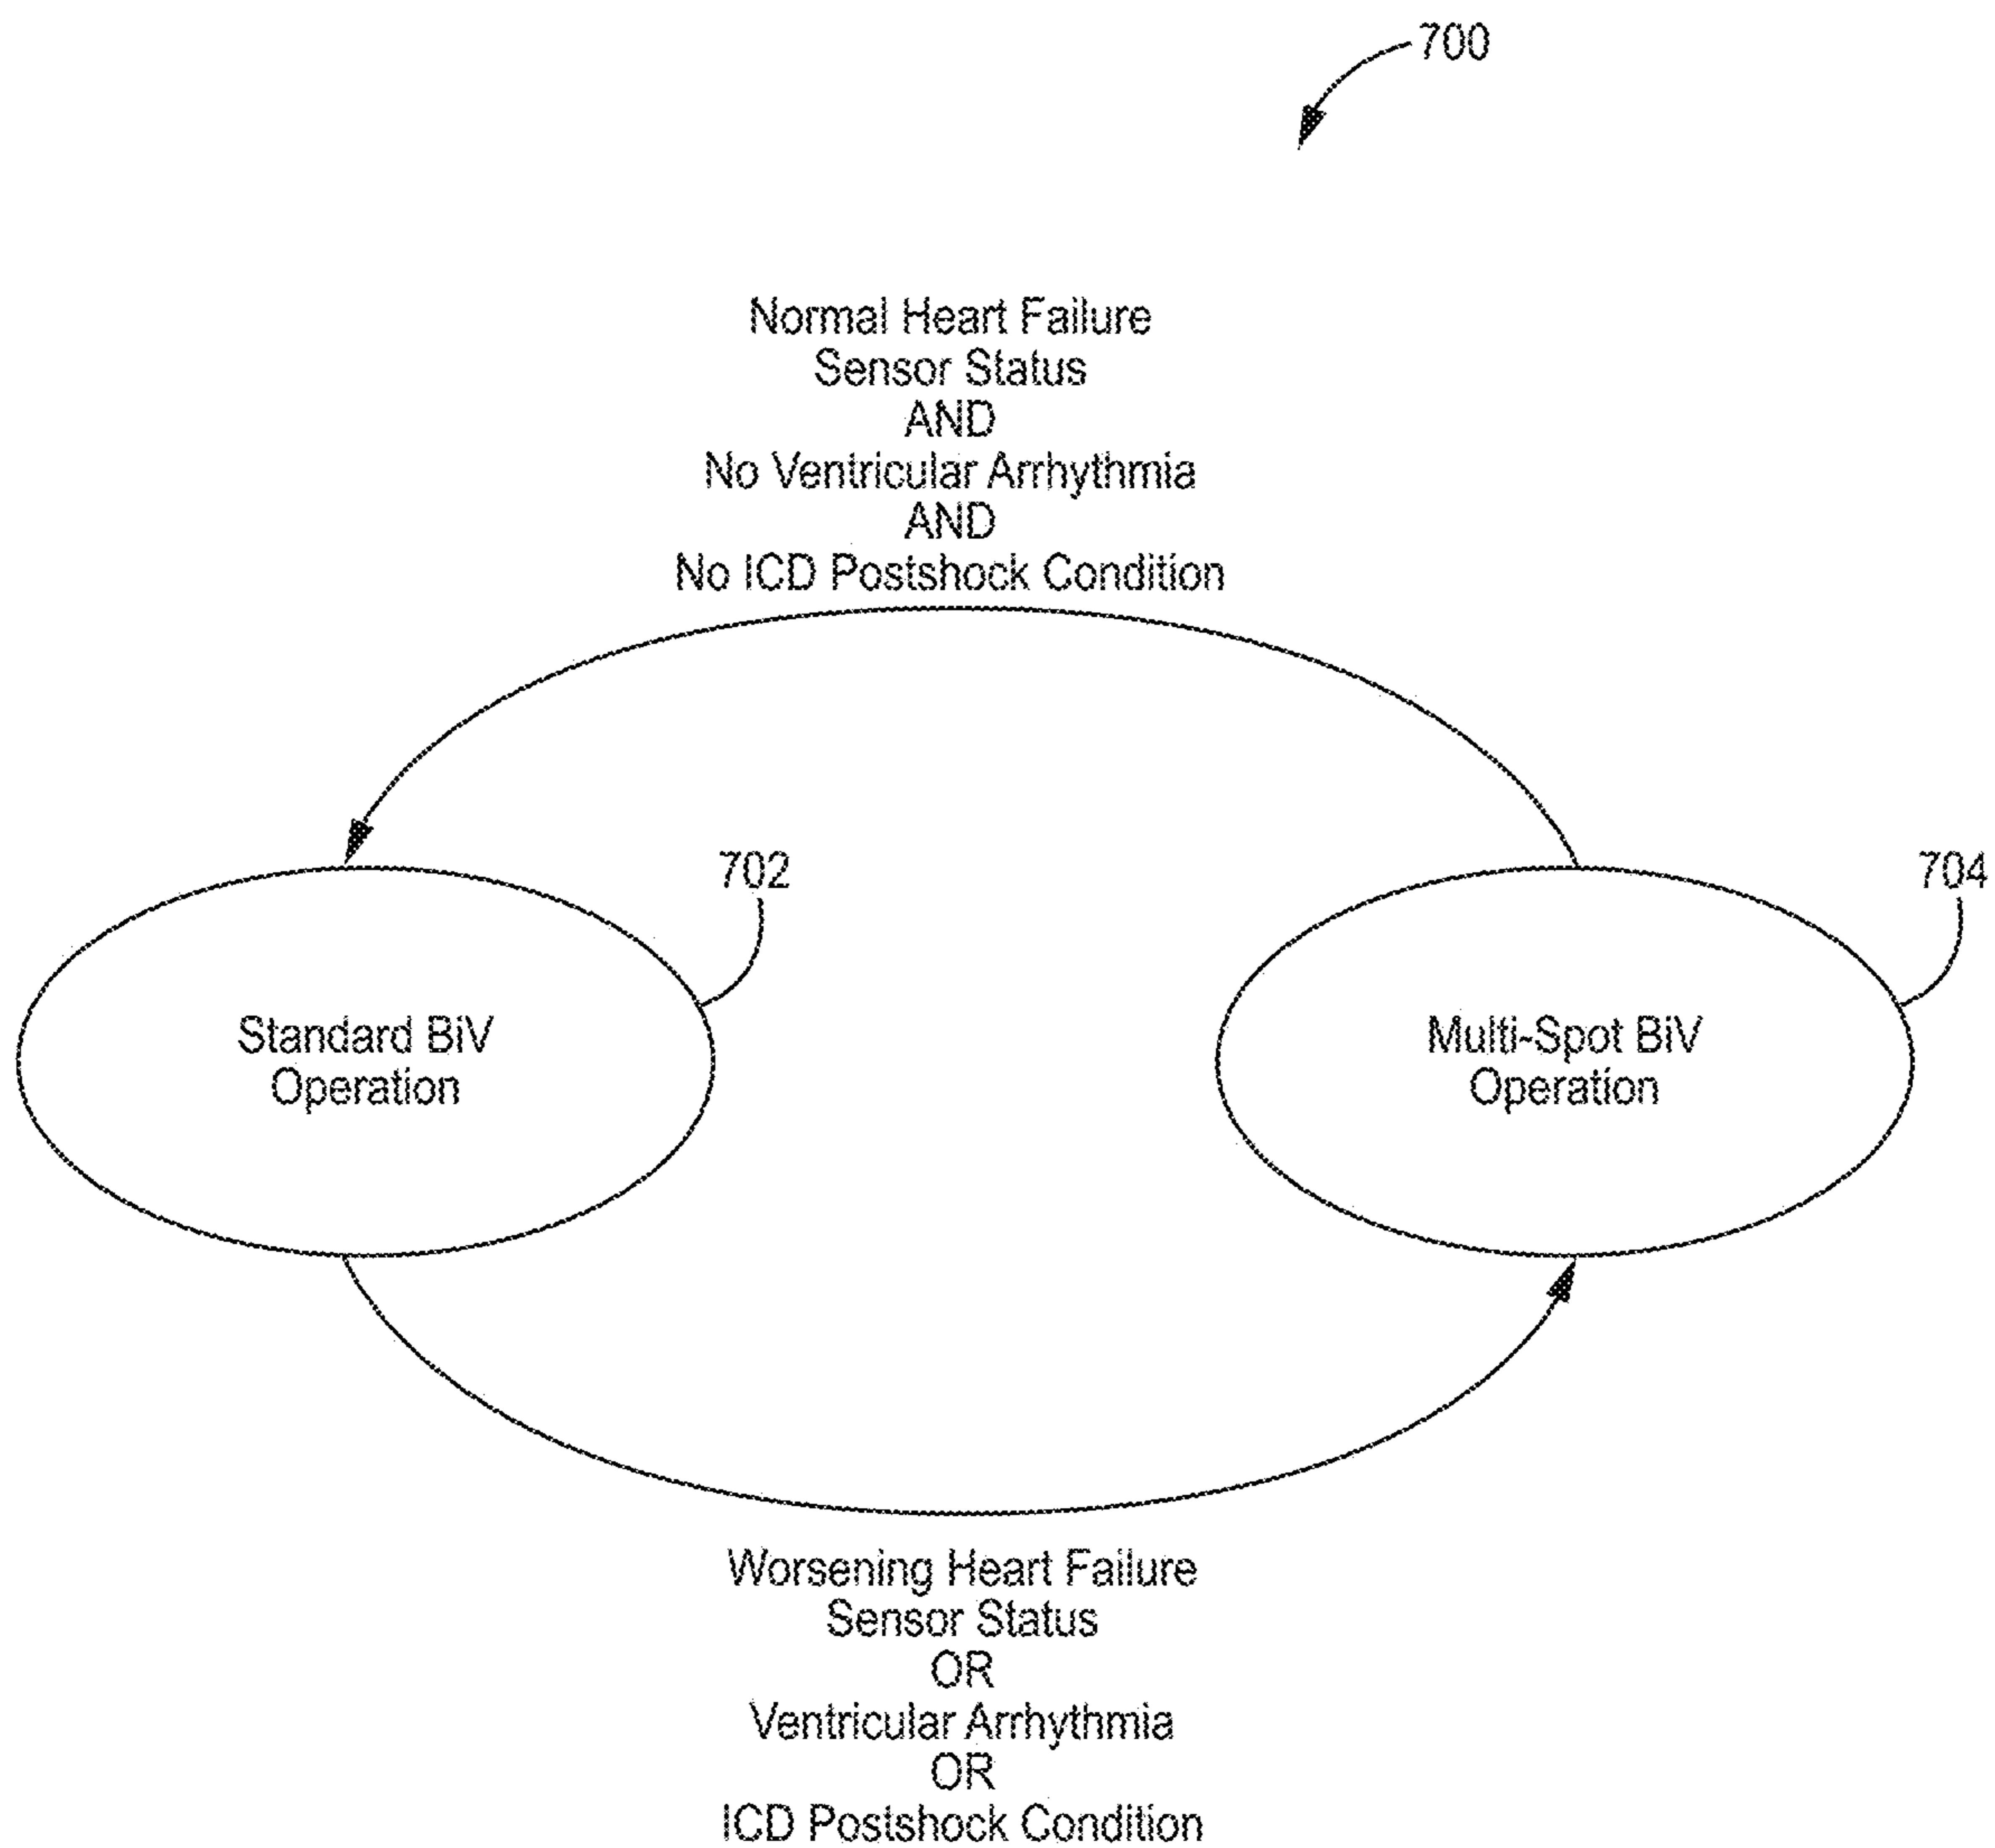 700
Normal Heart Failure
Sensor Status
AND
No Ventricular Arrhythmia
AND
No ICD Postshock Condition
702
704
Standard BiV
Operation
Multi-Spot BiV
Operation
Worsening Heart Failure
Sensor Status
OR
Ventricular Arrhythmia
OR
ICD Postshock Condition